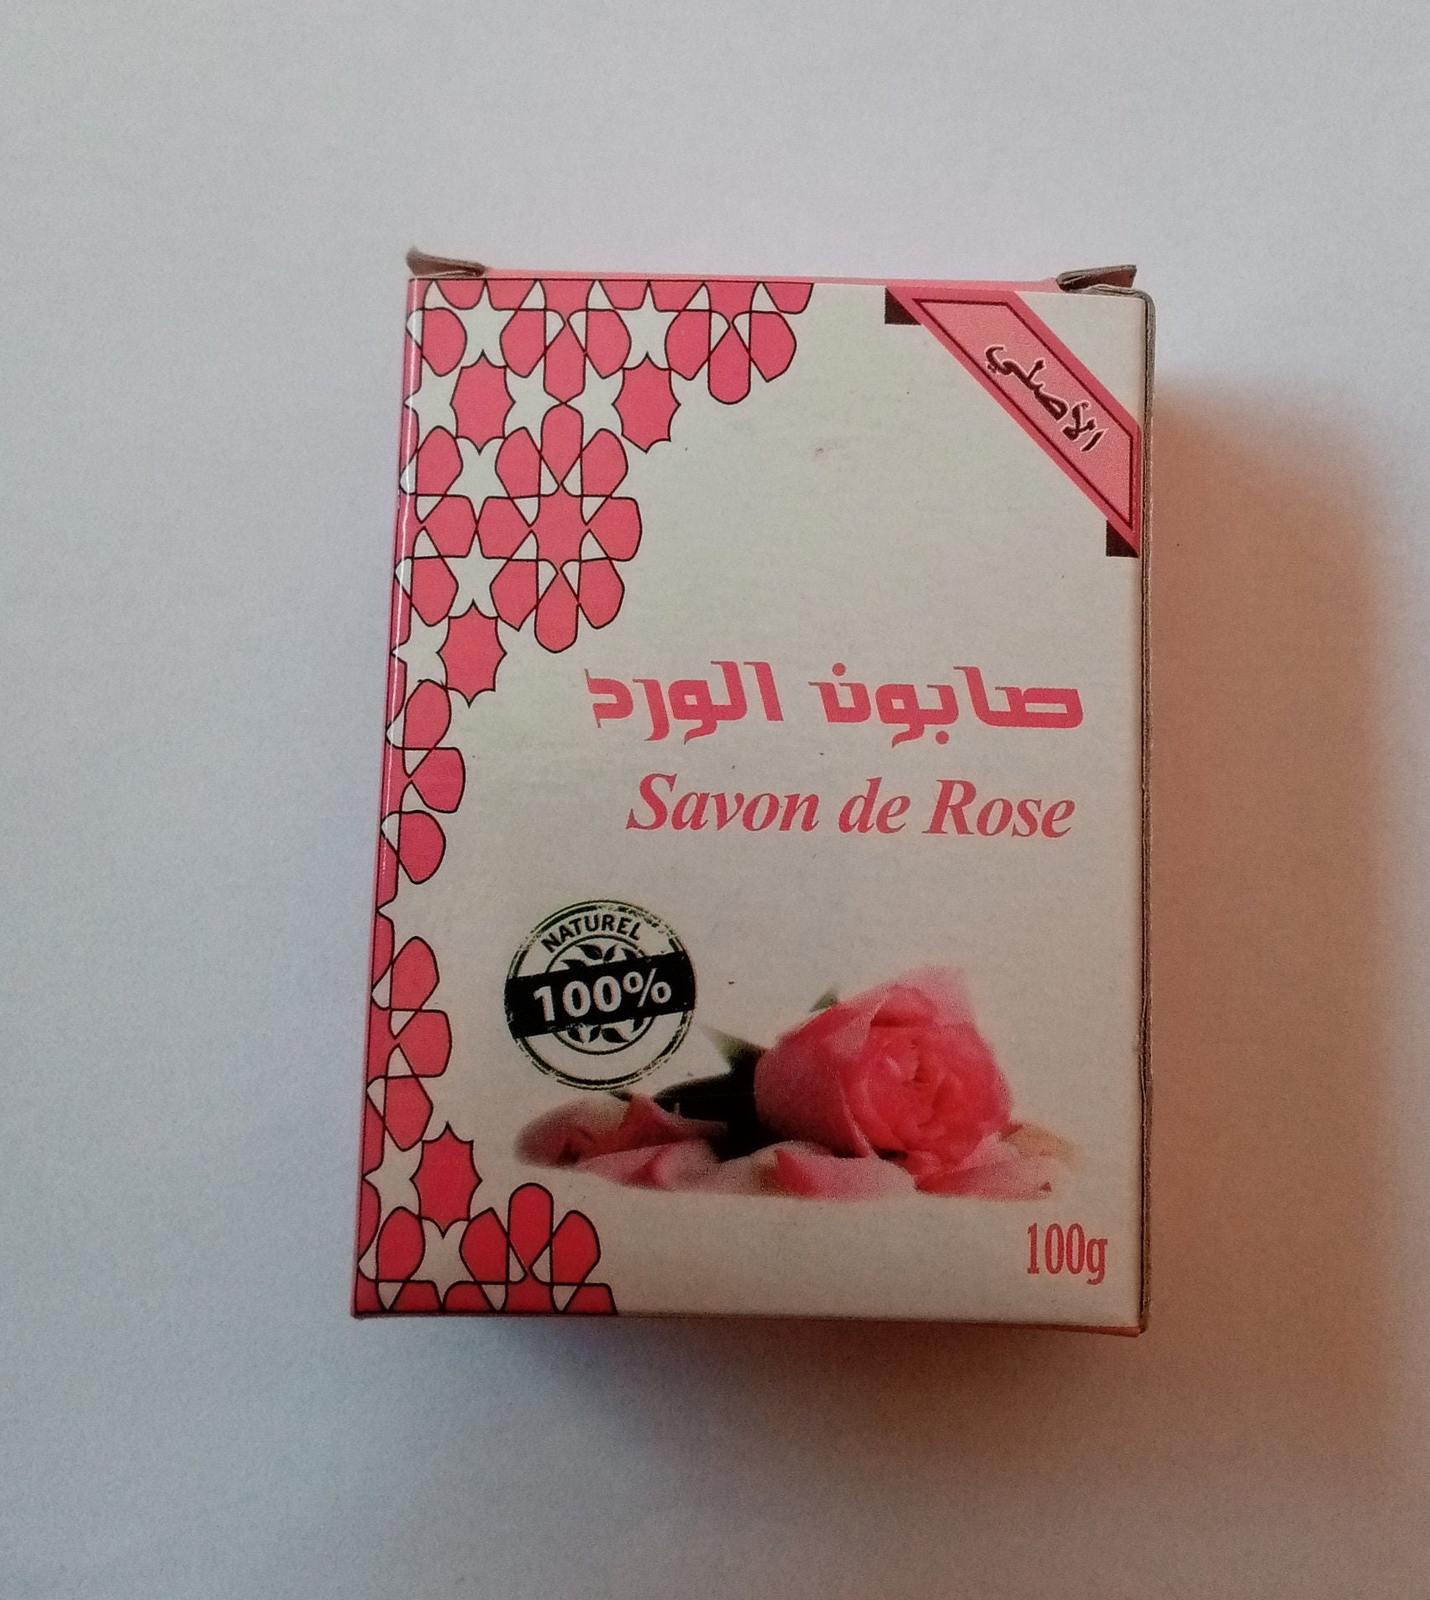 الأصلي
صابون الورد
Savon de Rose
NATUREL
100%
100g